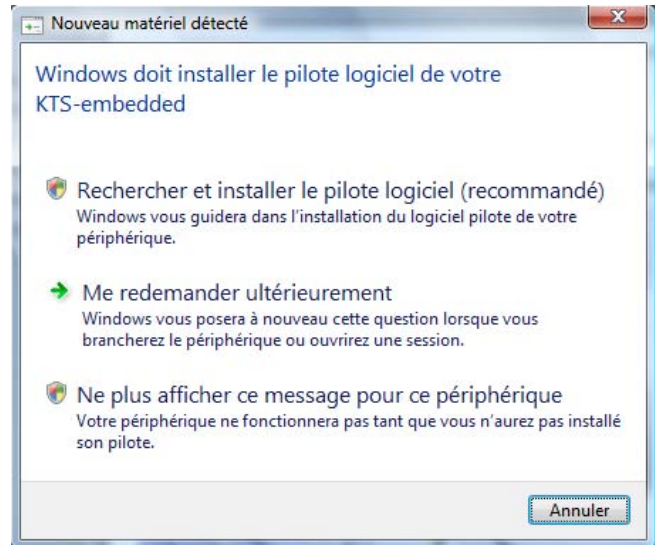 Nouveau matériel détecté
Windows doit installer le pilote logiciel de votre
KTS-embedded
Rechercher et installer le pilote logiciel (recommandé)
Windows vous guidera dans l'installation du logiciel pilote de votre
périphérique.
Me redemander ultérieurement
Windows vous posera à nouveau cette question lorsque vous
brancherez le périphérique ou ouvrirez une session.
Ne plus afficher ce message pour ce périphérique
Votre périphérique ne fonctionnera pas tant que vous n'aurez pas installé
son pilote.
Annuler